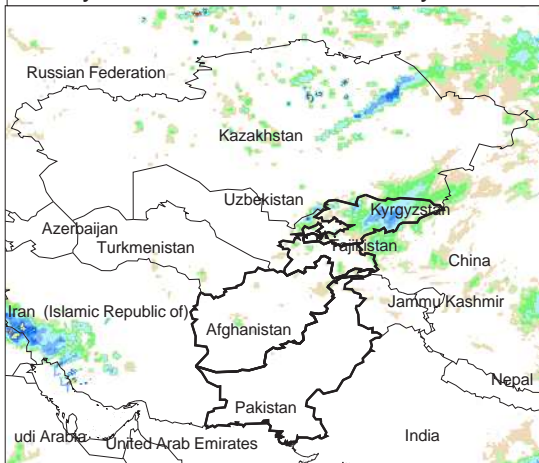 Russian Federation
Kazakhstan
Uzbekistan
Kyrgyzstan
Azerbaijan
Turkmenistan
Tajikistan
China
Jammu/Kashmir
Iran (Islamic Republic of)
Afghanistan
Nepal
Pakistan
udi Arabia
United Arab Emirates
India